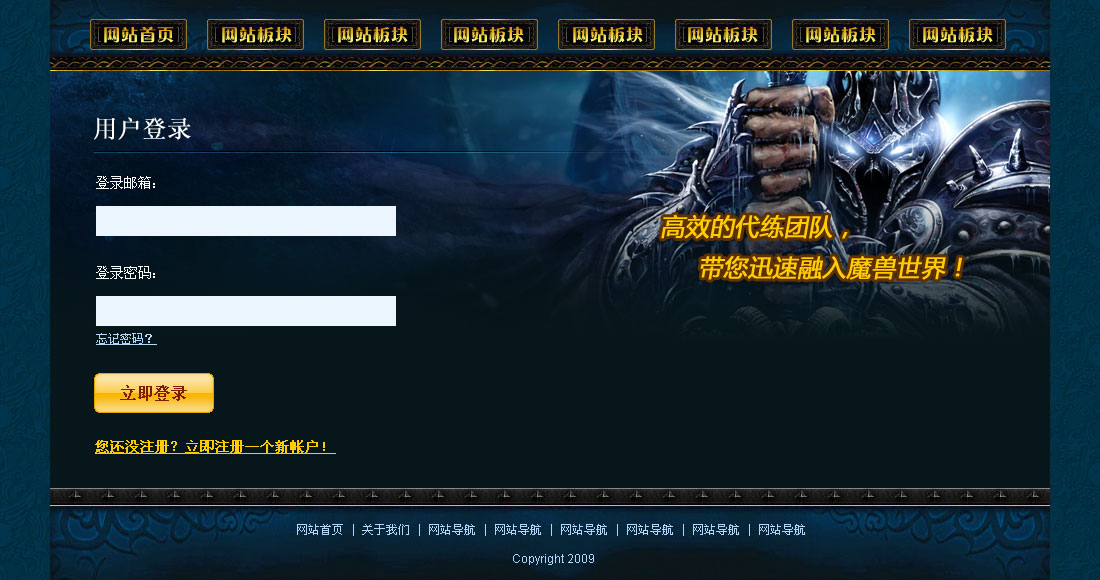 网站首页 网站板块 网站板块 网站板块 网站板块 网站板块 网站板块 网站板块
用户登录
登录邮箱：
高效的代练团队，
带您迅速融入魔兽世界！
登录密码：
忘记密码？
立即登录
您还没注册？立即注册一个新帐户！
网站首页 | 关于我们 | 网站导航 | 网站导航 | 网站导航 | 网站导航 | 网站导航 | 网站导航
Copyright 2009